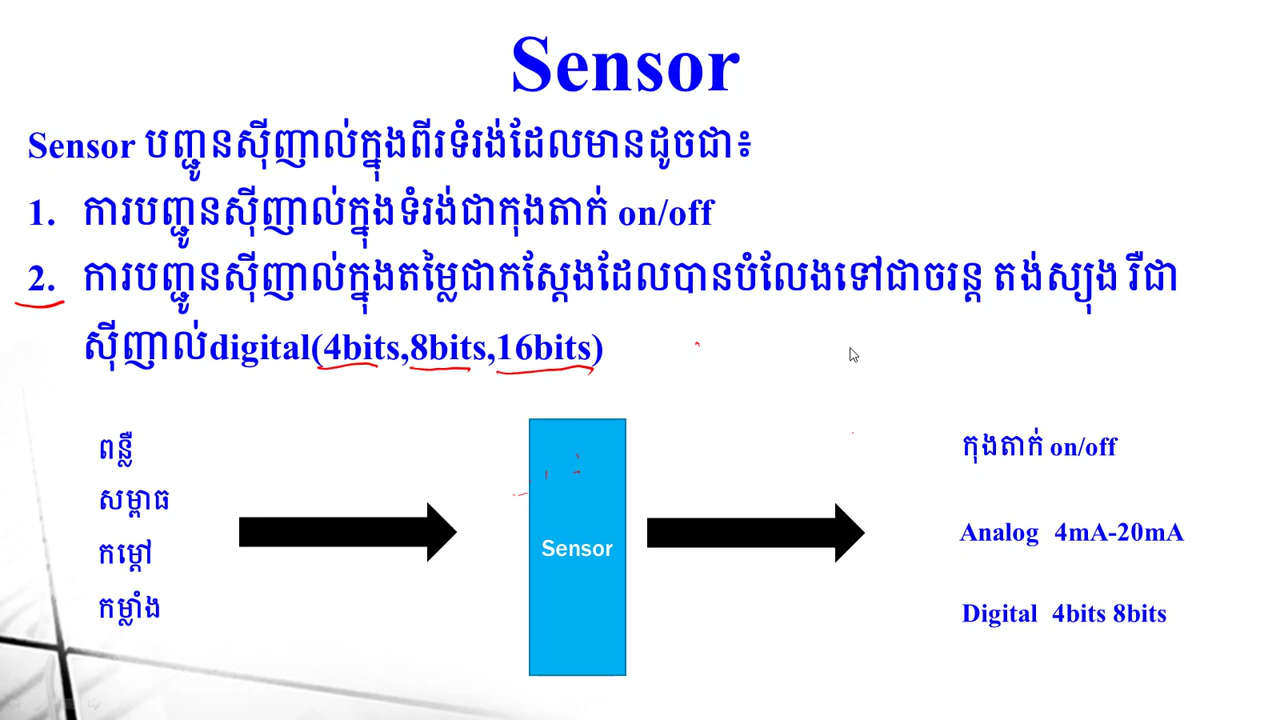 Sensor
Sensor បញ្ជូនស៊ីញាល់ក្នុងពីរទំរង់ដែលមានដូចជា៖
1. ការបញ្ជូនស៊ីញាល់ក្នុងទំរង់ជាកុងតាក់ on/off
2. ការបញ្ជូនស៊ីញាល់ក្នុងតម្លៃជាកស្តែងដែលបានបំលែងទៅជាចរន្ត តង់ស្យុង រឺជា
ស៊ីញាល់digital(4bits,8bits,16bits)
ពន្លឺ
សម្ពាធ
កម្តៅ
កម្លាំង
Sensor
កុងតាក់ on/off
Analog 4mA-20mA
Digital 4bits 8bits